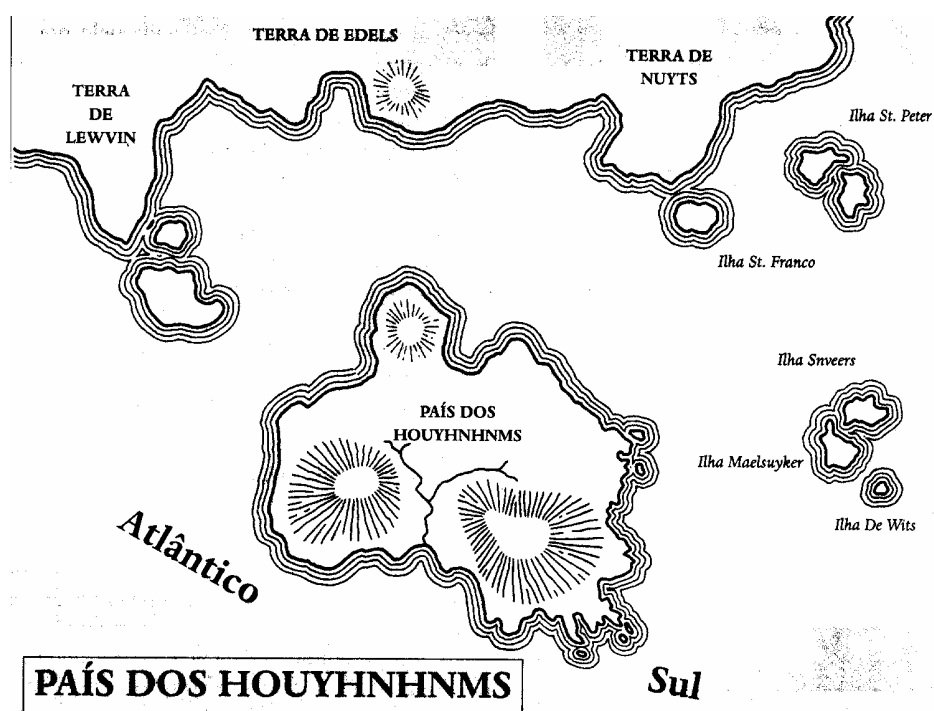 TERRA DE EDELS
TERRA DE
NUYTS
TERRA
DE
LEWVIN
Ilha St. Peter
Ilha St. Franco
Ilha Snveers
PAÍS DOS
HOUYHNHNMS
Ilha Maelsuyker
Ilha De Wits
Atlântico
PAÍS DOS HOUYHNHNMS
Sul